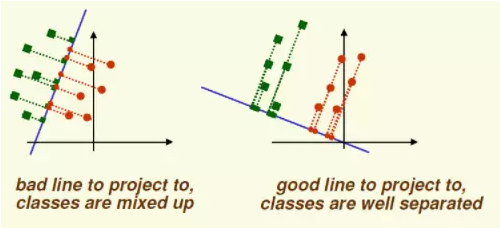 bad line to project to,
classes are mixed up
good line to project to,
classes are well separated